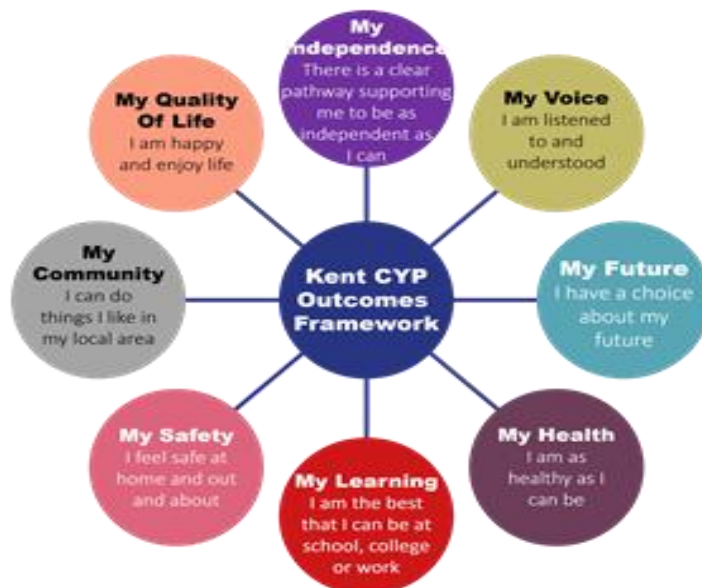 My
Independence
There is a clear
pathway supporting
me to be as
independent as
I can
My Voice
I am listened
to and
understood
My Future
I have a choice
about my
future
My Health
I am as
healthy as I
can be
My Learning
I am the best
that I can be at
school, college
or work
My Safety
I feel safe at
home and out
and about
My
Community
I can do
things I like in
my local area
My Quality
Of Life
I am happy
and enjoy life
Kent CYP
Outcomes
Framework